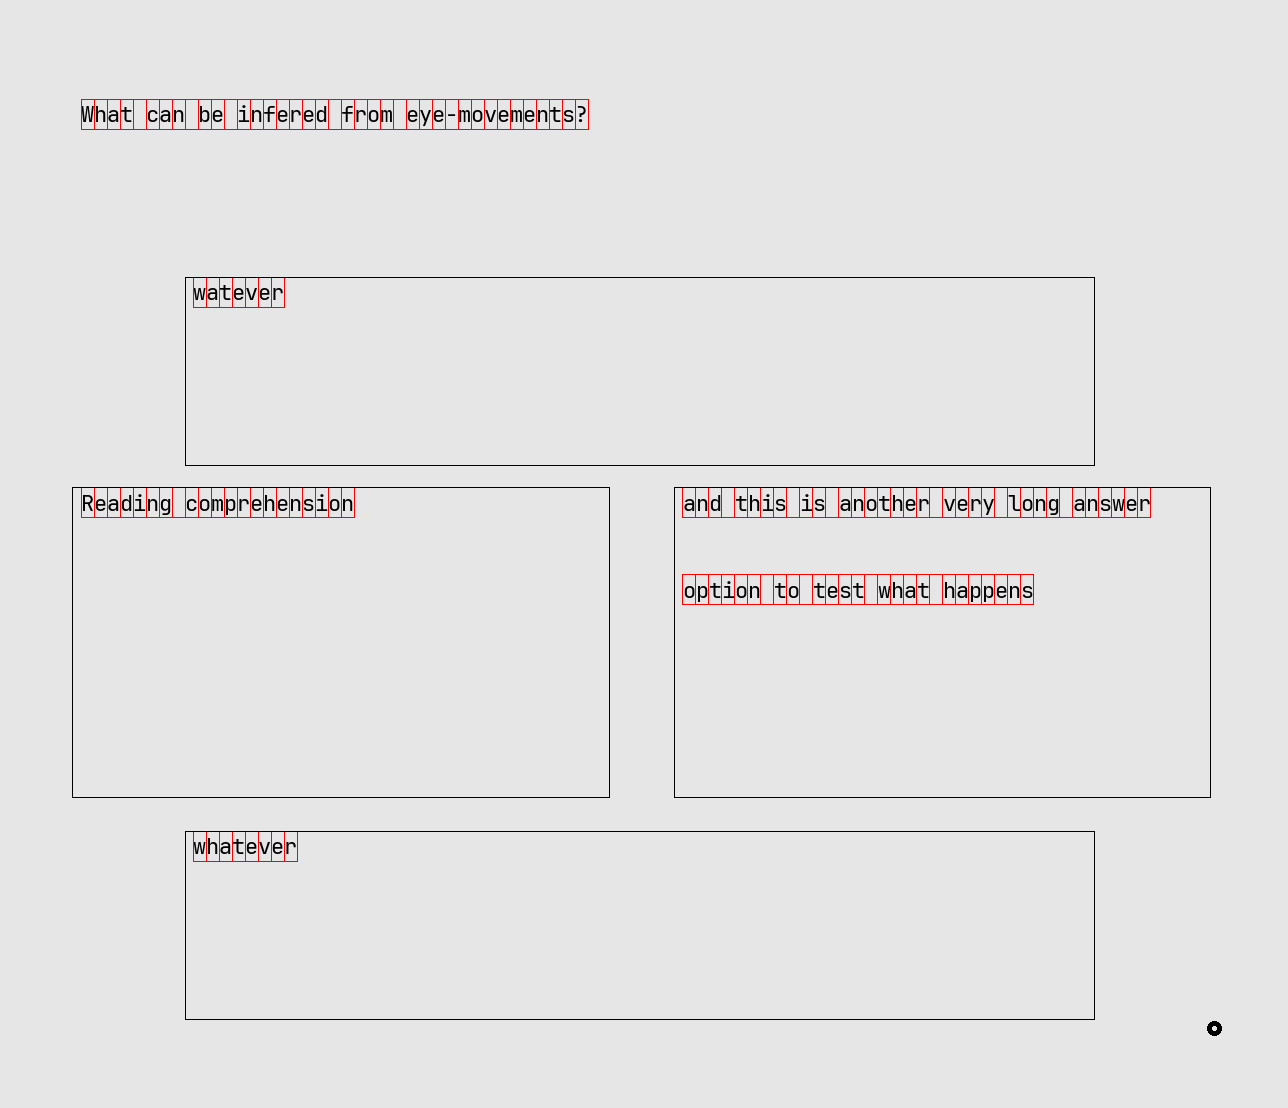 What can be infered from eye-movements?
watever
Reading comprehension
and this is another very long answer
option to test what happens
whatever